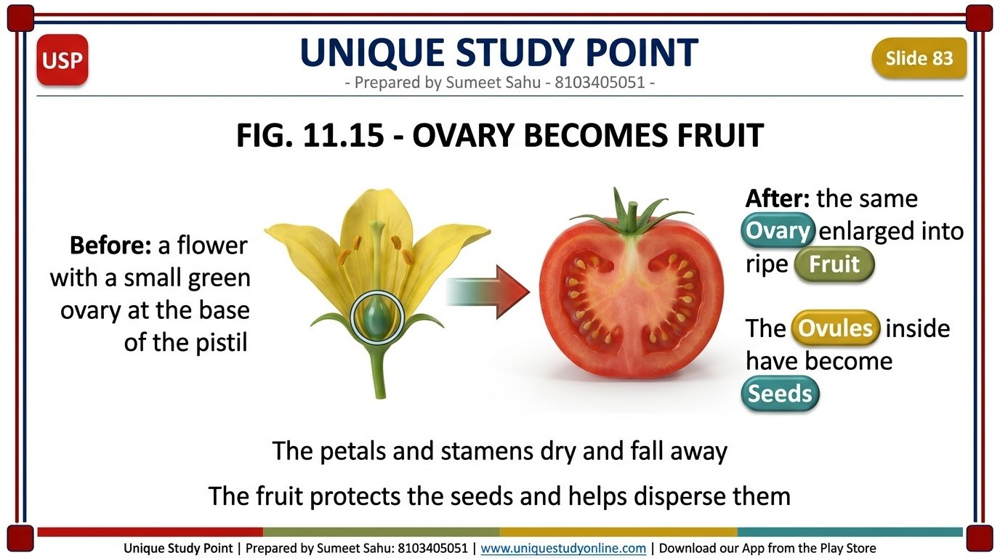 USP
UNIQUE STUDY POINT
- Prepared by Sumeet Sahu - 8103405051 -
Slide 83
FIG. 11.15 - OVARY BECOMES FRUIT
Before: a flower
with a small green
ovary at the base
of the pistil
After: the same
Ovary enlarged into
ripe Fruit
The Ovules inside
have become
Seeds
The petals and stamens dry and fall away
The fruit protects the seeds and helps disperse them
Unique Study Point | Prepared by Sumeet Sahu: 8103405051 | www.uniquestudyonline.com | Download our App from the Play Store